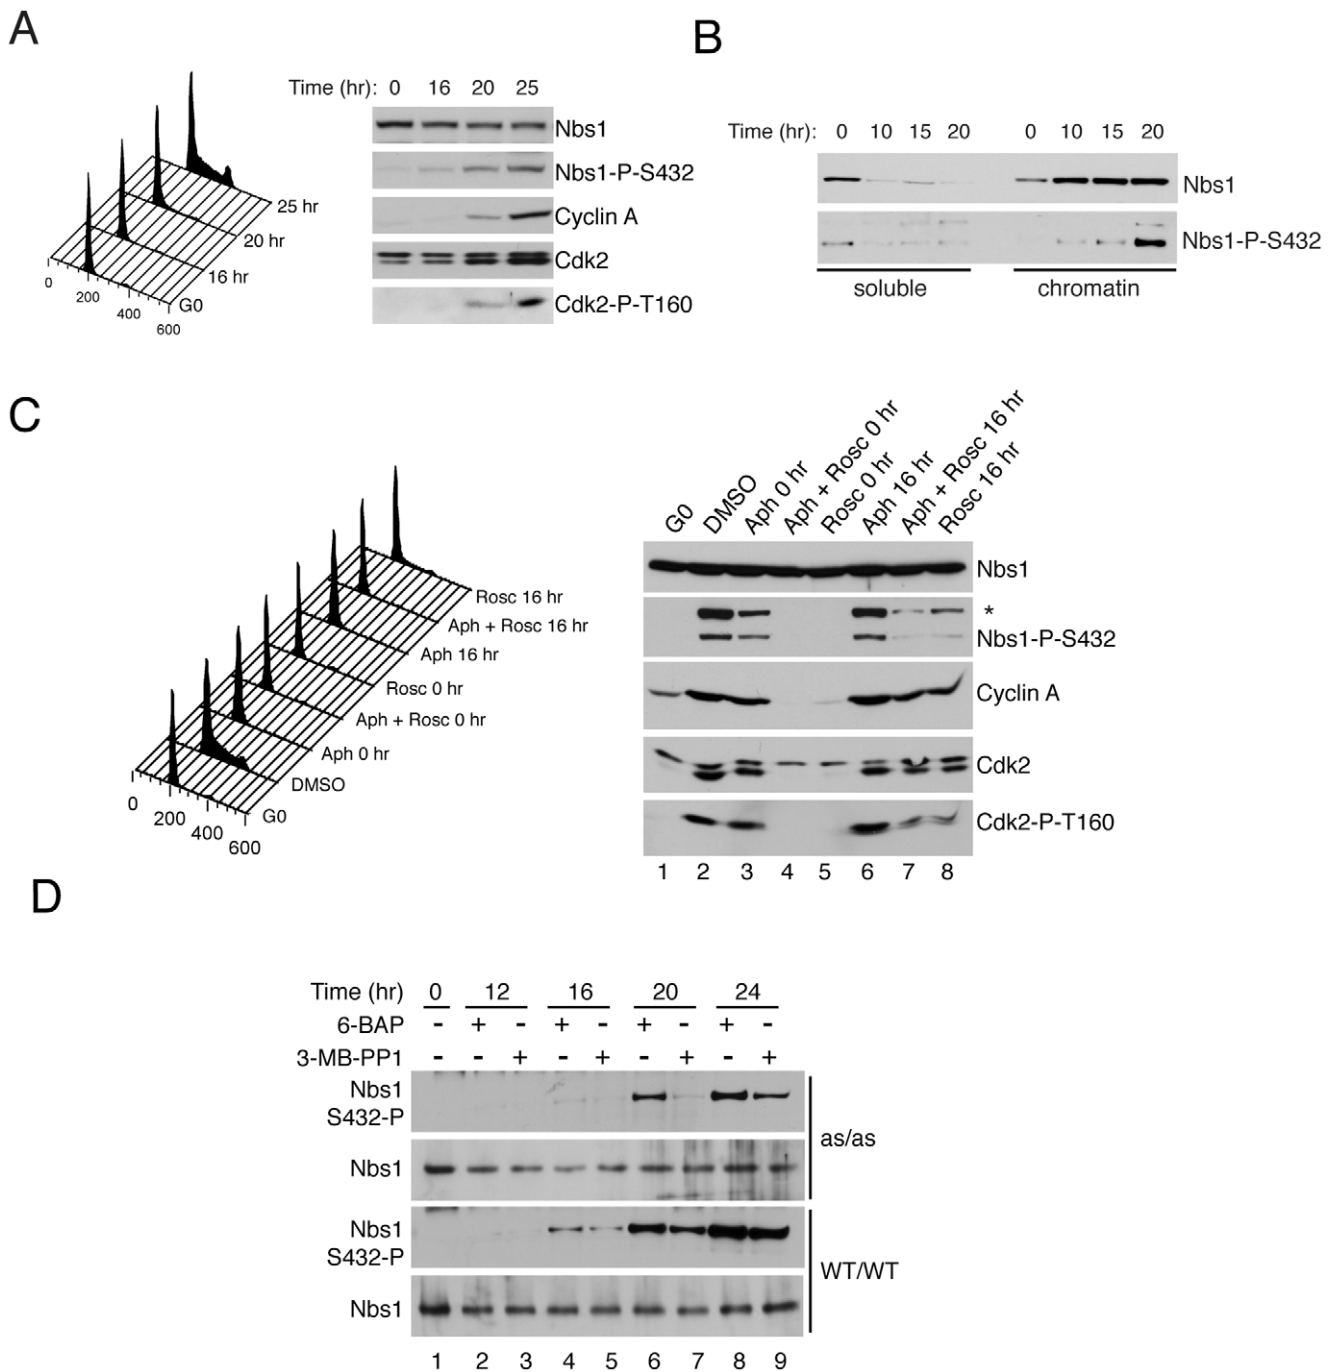 A
Time (hr): 0 16 20 25
Nbs1
Nbs1-P-S432
Cyclin A
Cdk2
Cdk2-P-T160
25 hr
20 hr
16 hr
G0
0
200
400
600
B
Time (hr): 0 10 15 20 0 10 15 20
Nbs1
Nbs1-P-S432
soluble chromatin
C
Rosc 16 hr
Aph + Rosc 16 hr
Aph 16 hr
Rosc 0 hr
Aph + Rosc 0 hr
Aph 0 hr
DMSO
G0
0
200
400
600
G0
DMSO
Aph 0 hr
Aph + Rosc 0 hr
Rosc 0 hr
Aph 16 hr
Aph + Rosc 16 hr
Rosc 16 hr
Nbs1
*
Nbs1-P-S432
Cyclin A
Cdk2
Cdk2-P-T160
1 2 3 4 5 6 7 8
D
Time (hr) 0 12 16 20 24
6-BAP - + - + - + - + -
3-MB-PP1 - - + - + - + - +
Nbs1
S432-P
Nbs1
as/as
Nbs1
S432-P
Nbs1
WT/WT
1 2 3 4 5 6 7 8 9